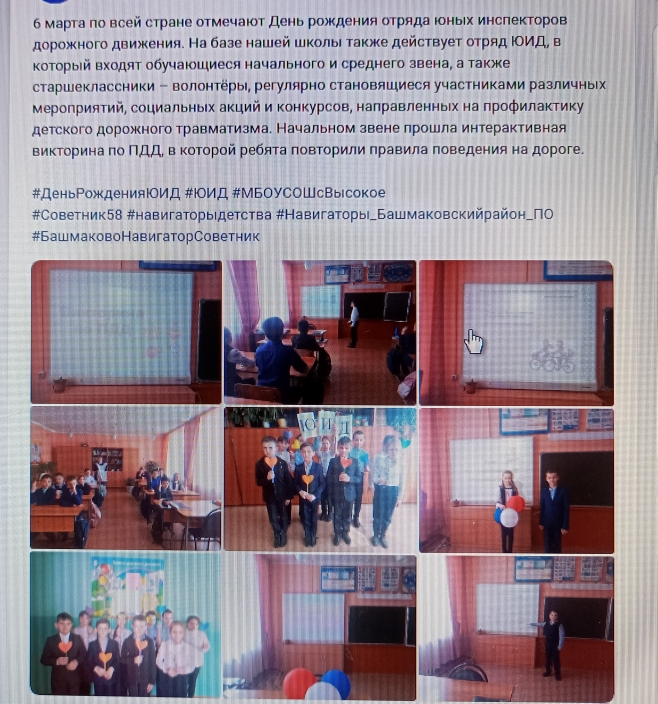 6 марта по всей стране отмечают День рождения отряда юных инспекторов
дорожного движения. На базе нашей школы также действует отряд ЮИД, в
который входят обучающиеся начального и среднего звена, а также
старшеклассники – волонтёры, регулярно становящиеся участниками различных
мероприятий, социальных акций и конкурсов, направленных на профилактику
детского дорожного травматизма. Начальном звене прошла интерактивная
викторина по ПДД, в которой ребята повторили правила поведения на дороге.
#ДеньРожденияЮИД #ЮИД #МБОУСОШсВысокое
#Советник58 #навигаторыдетства #Навигаторы_Башмаковскийрайон_ПО
#БашмаковоНавигаторСоветник
ЮИД